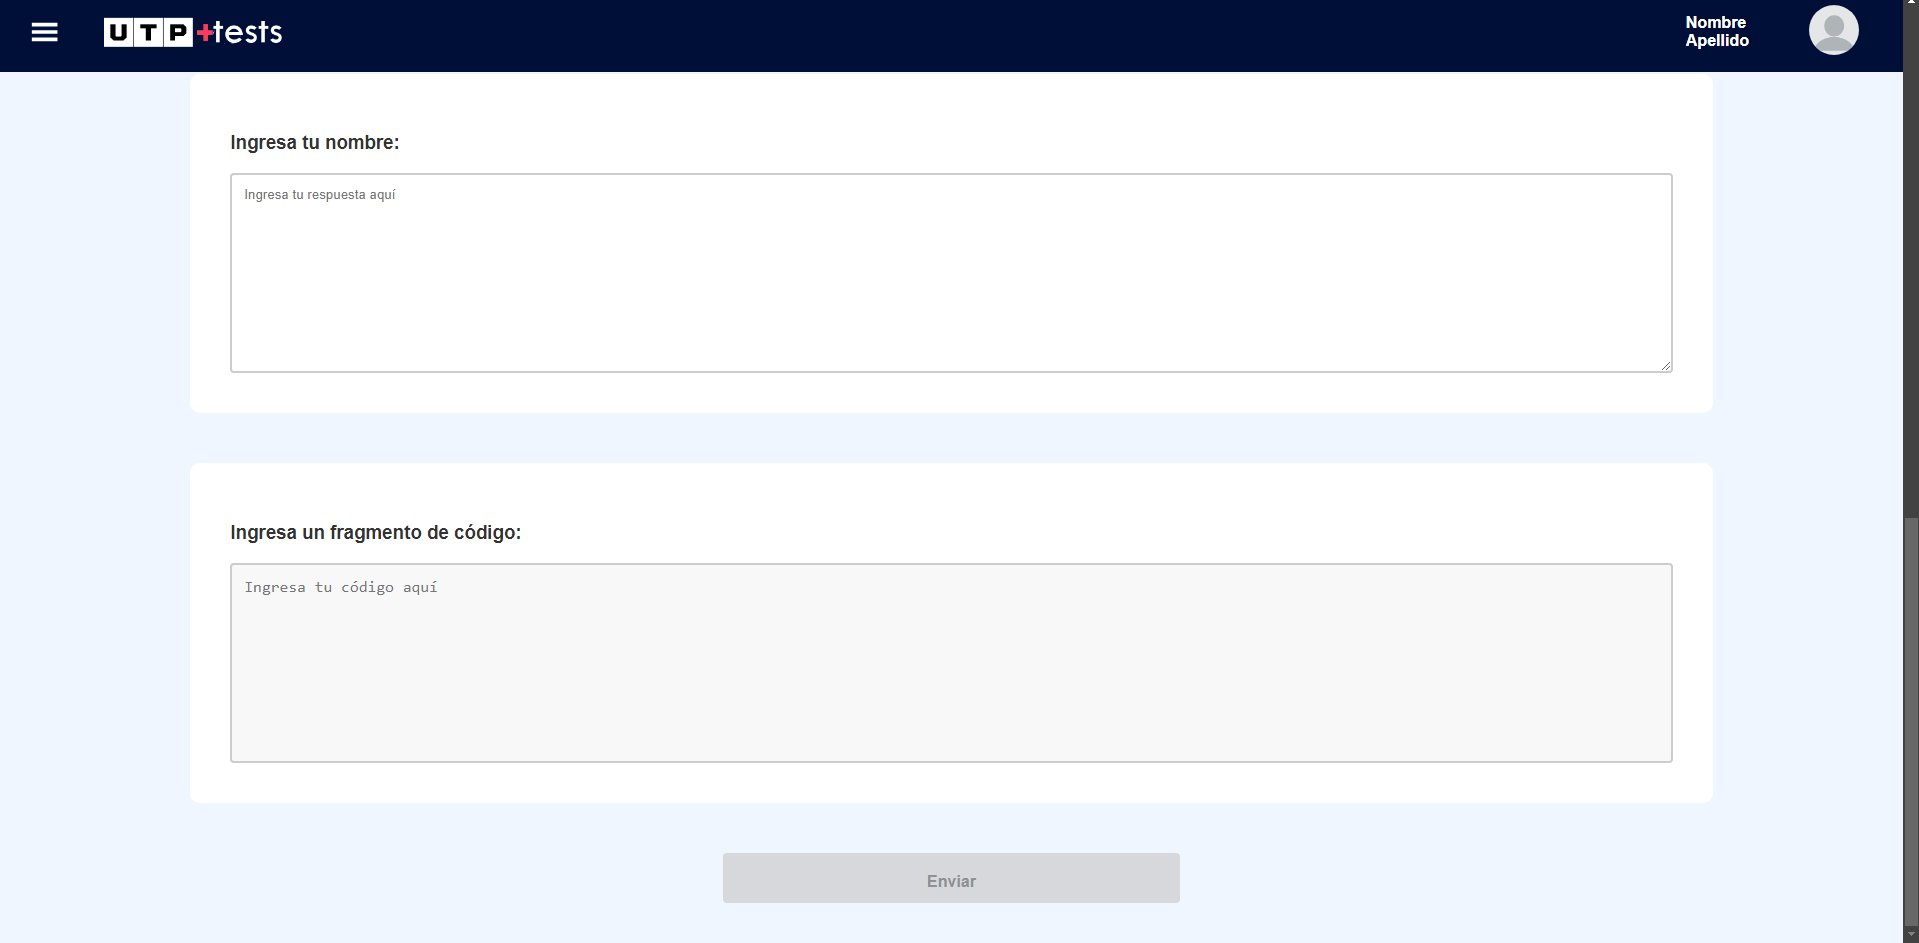 UTP+tests
Nombre
Apellido
Ingresa tu nombre:
Ingresa tu respuesta aquí
Ingresa un fragmento de código:
Ingresa tu código aquí
Enviar